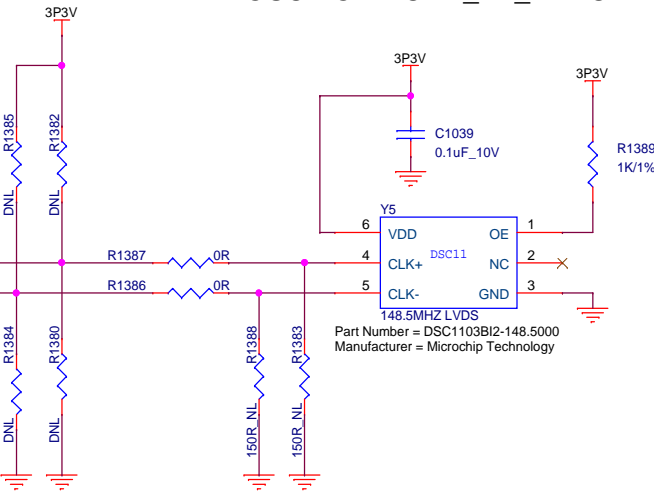 3P3V
3P3V
3P3V
R1385
DNL
R1382
DNL
C1039
0.1uF_10V
R1389
1K/1%
Y5
6
VDD
DSC11
OE
1
R1387
0R
4
CLK+
NC
2
R1386
0R
5
CLK-
GND
3
148.5MHZ LVDS
Part Number = DSC1103BI2-148.5000
Manufacturer = Microchip Technology
R1384
DNL
R1380
DNL
R1388
150R_NL
R1383
150R_NL